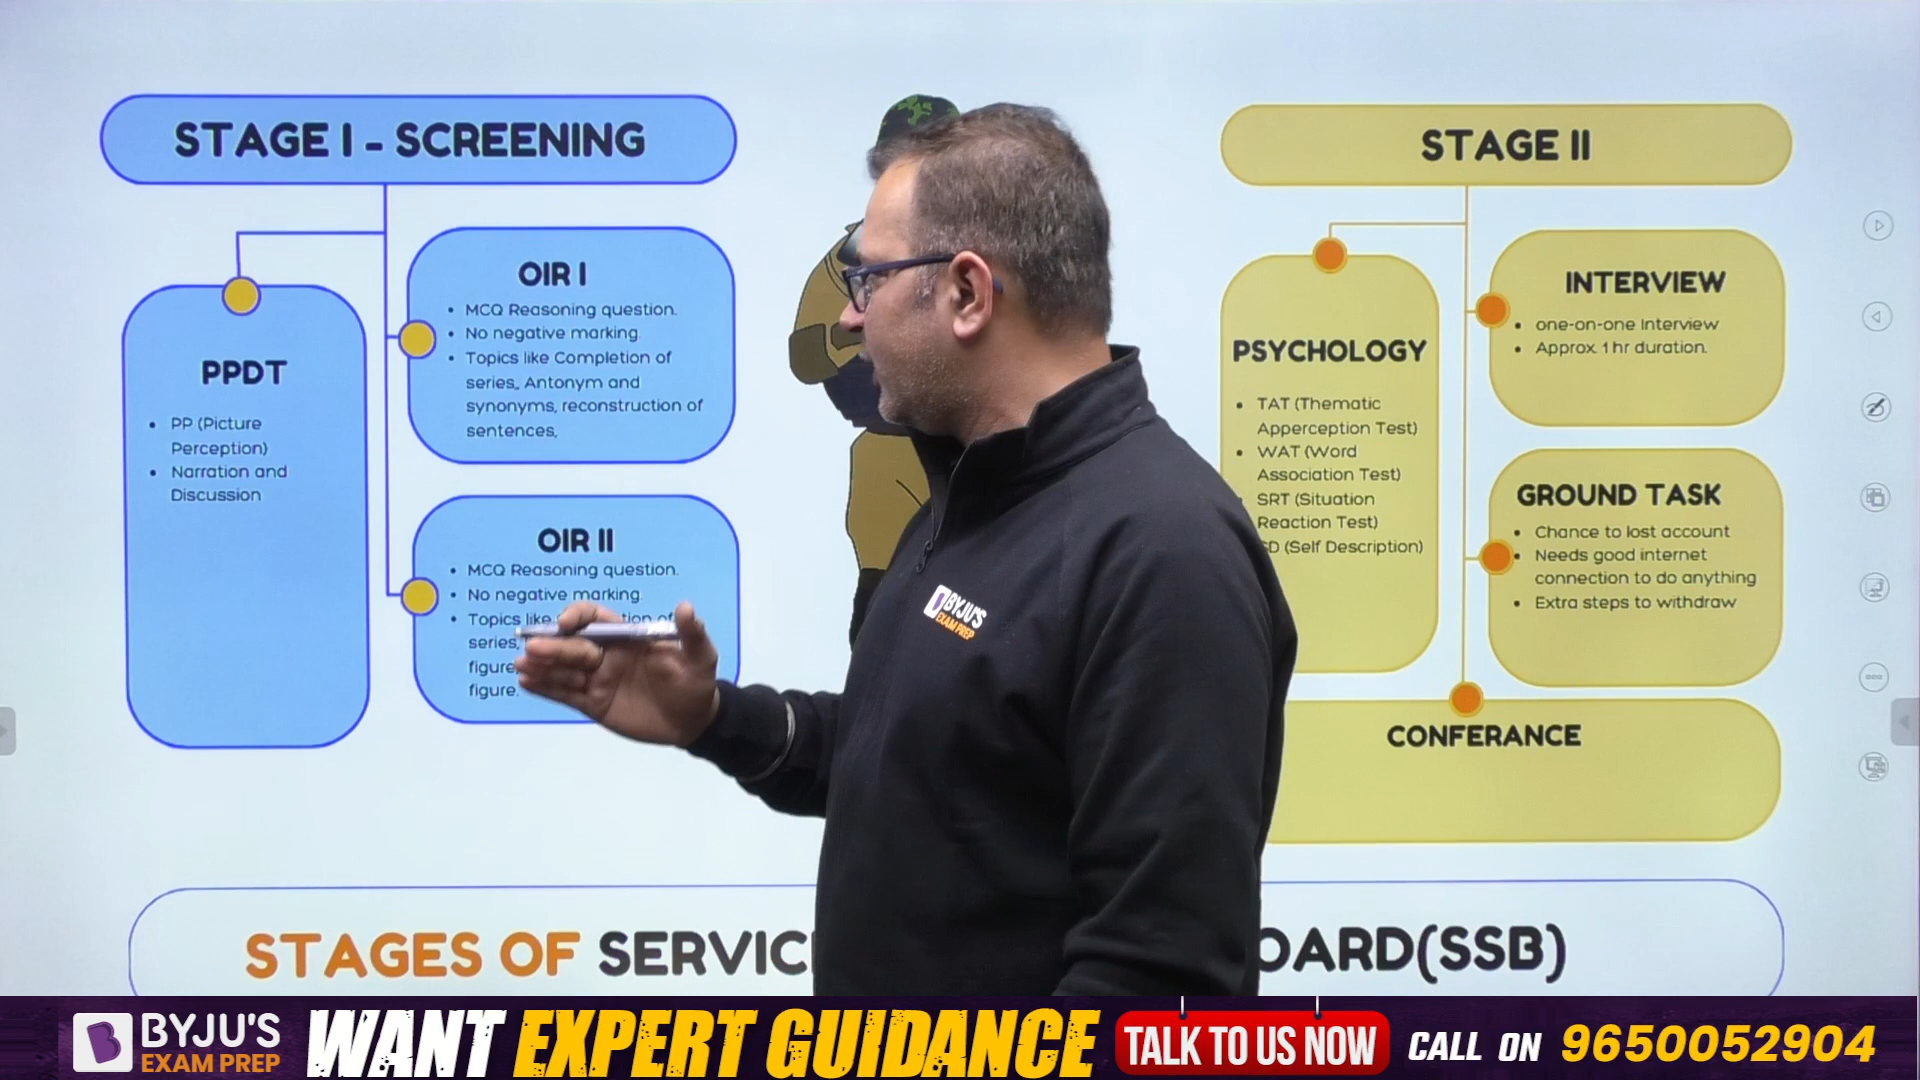 STAGE I - SCREENING
PPDT
PP (Picture
Perception)
Narration and
Discussion
OIR I
MCQ Reasoning question.
No negative marking.
Topics like Completion of
series, Antonym and
synonyms, reconstruction of
sentences,
OIR II
MCQ Reasoning question.
No negative marking.
Topics like
series,
figure
figure.
STAGE II
PSYCHOLOGY
TAT (Thematic
Apperception Test)
WAT (Word
Association Test)
SRT (Situation
Reaction Test)
SD (Self Description)
INTERVIEW
one-on-one Interview
Approx. 1 hr duration.
GROUND TASK
Chance to lost account
Needs good internet
connection to do anything
Extra steps to withdraw
CONFERANCE
STAGES OF SERVIC OARD(SSB)
BYJU'S
EXAM PREP
BYJU'S
EXAM PREP
WANT EXPERT GUIDANCE
TALK TO US NOW
CALL ON 9650052904